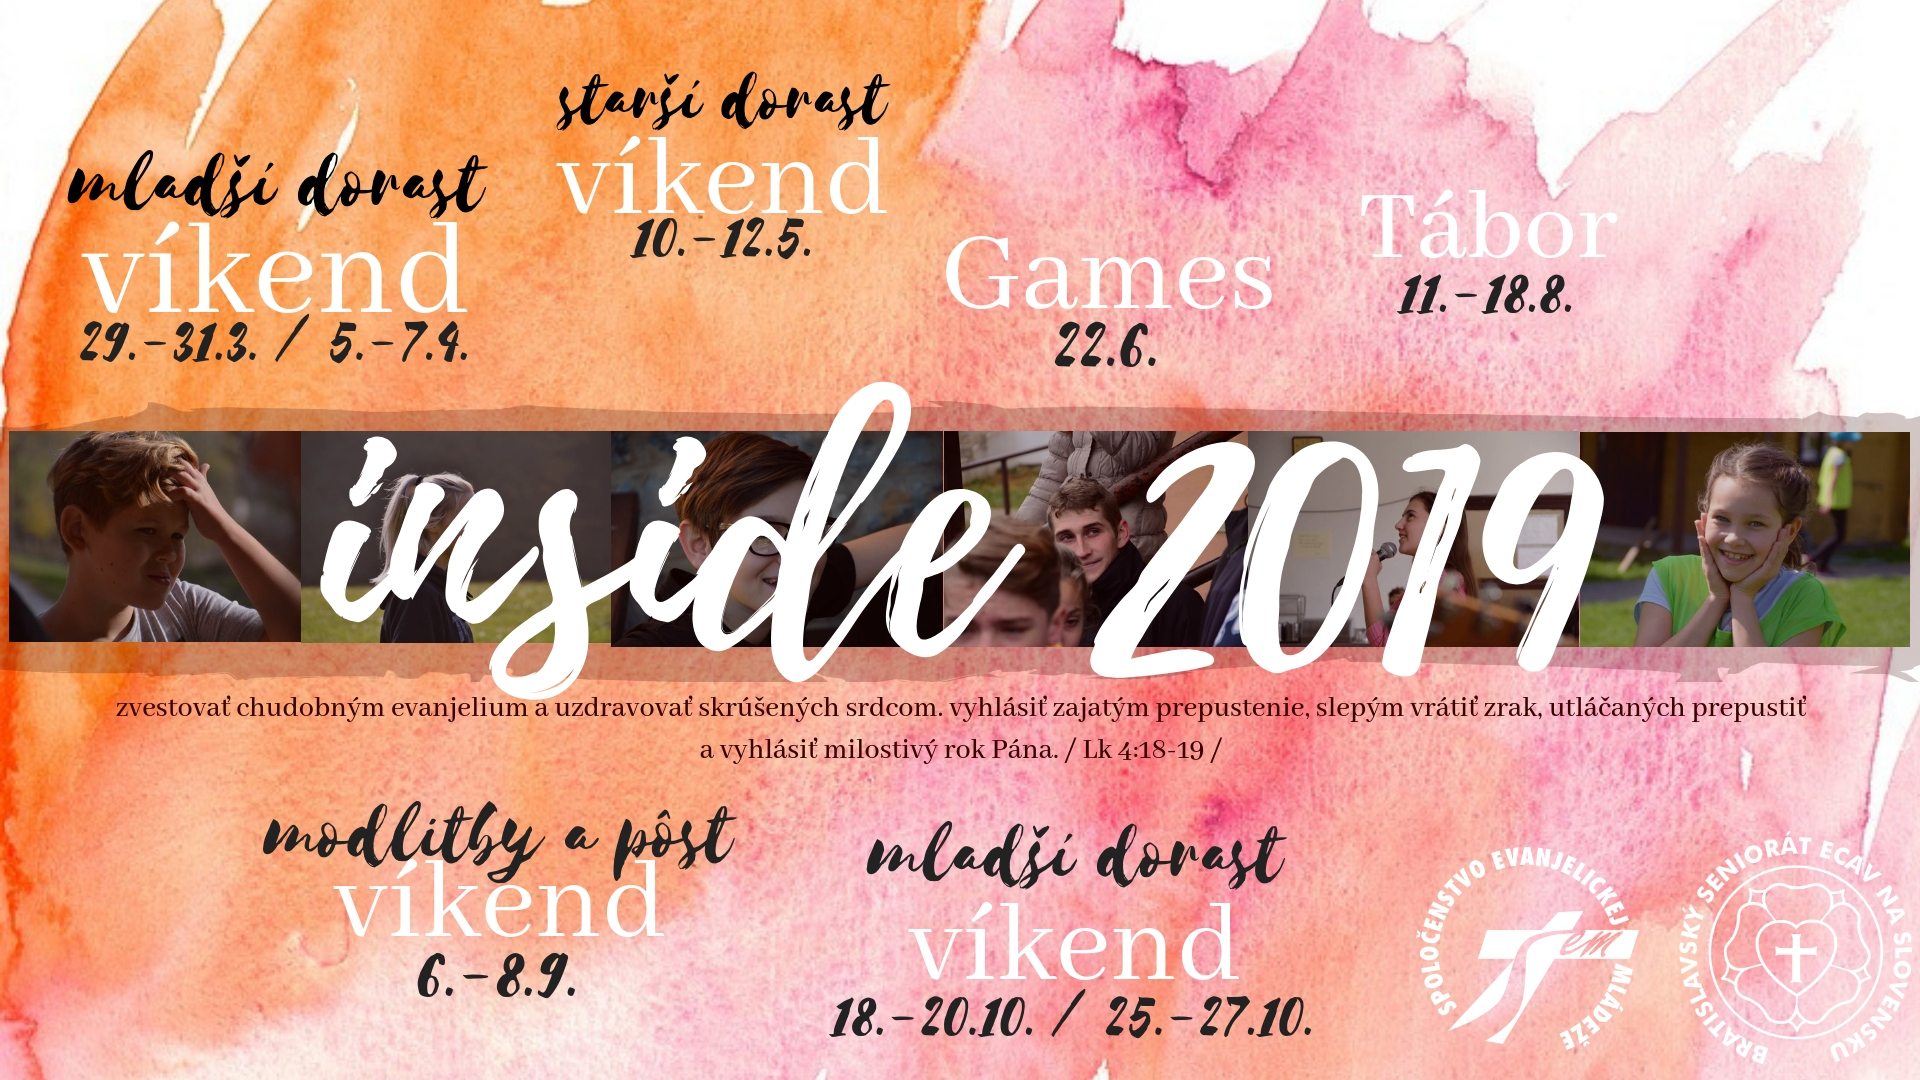 starší dorast
víkend
10.-12.5.
mladší dorast
víkend
29.-31.3. / 5.-7.4.
Games
22.6.
Tábor
11.-18.8.
inside 2019
zvestovať chudobným evanjelium a uzdravovať skrúšených srdcom. vyhlásiť zajatým prepustenie, slepým vrátiť zrak, utláčaných prepustiť
a vyhlásiť milostivý rok Pána. / Lk 4:18-19 /
modlitby a pôst
víkend
6.-8.9.
mladší dorast
víkend
18.-20.10. / 25.-27.10.
SPOLOČENSTVO EVANJELICKEJ MLÁDEŽE
sem
BRATISLAVSKÝ SENIORÁT ECAV NA SLOVENSKU